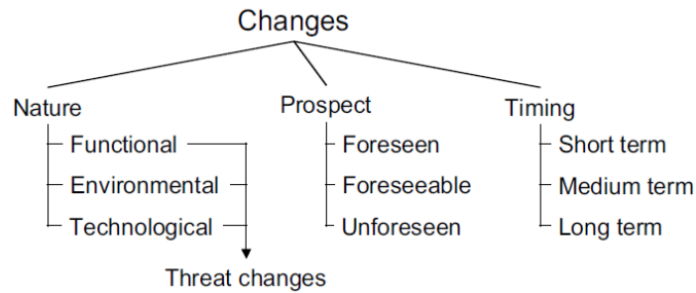 Changes
Nature
Prospect
Timing
Functional
Foreseen
Short term
Environmental
Foreseeable
Medium term
Technological
Unforeseen
Long term
Threat changes